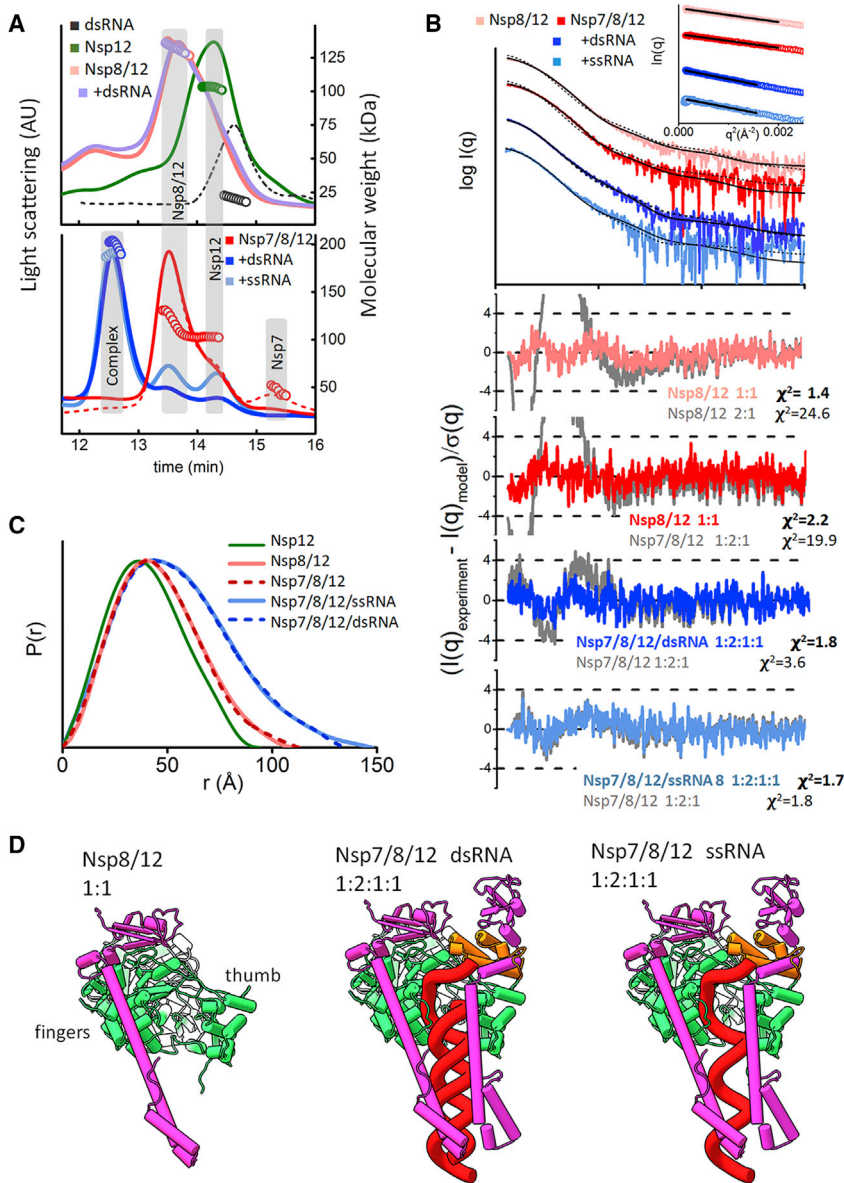 A
dsRNA
Nsp12
Nsp8/12
+dsRNA
Light scattering (AU)
Molecular weight (kDa)
125
100
75
50
25
Nsp8/12
Nsp12
Nsp7/8/12
+dsRNA
+ssRNA
Complex
Nsp7
200
150
100
50
12
13
14
15
16
time (min)
B
Nsp8/12
Nsp7/8/12
+dsRNA
+ssRNA
ln(q)
0.000
0.002
q²(Å⁻²)
log I(q)
(I(q)experiment - I(q)model)/σ(q)
4
0
-4
Nsp8/12 1:1 χ²= 1.4
Nsp8/12 2:1 χ²=24.6
4
0
-4
Nsp8/12 1:1 χ²=2.2
Nsp7/8/12 1:2:1 χ²=19.9
4
0
-4
Nsp7/8/12/dsRNA 1:2:1:1 χ²=1.8
Nsp7/8/12 1:2:1 χ²=3.6
4
0
-4
Nsp7/8/12/ssRNA 8 1:2:1:1 χ²=1.7
Nsp7/8/12 1:2:1 χ²=1.8
C
Nsp12
Nsp8/12
Nsp7/8/12
Nsp7/8/12/ssRNA
Nsp7/8/12/dsRNA
P(r)
0
50
100
150
r (Å)
D
Nsp8/12
1:1
thumb
fingers
Nsp7/8/12 dsRNA
1:2:1:1
Nsp7/8/12 ssRNA
1:2:1:1